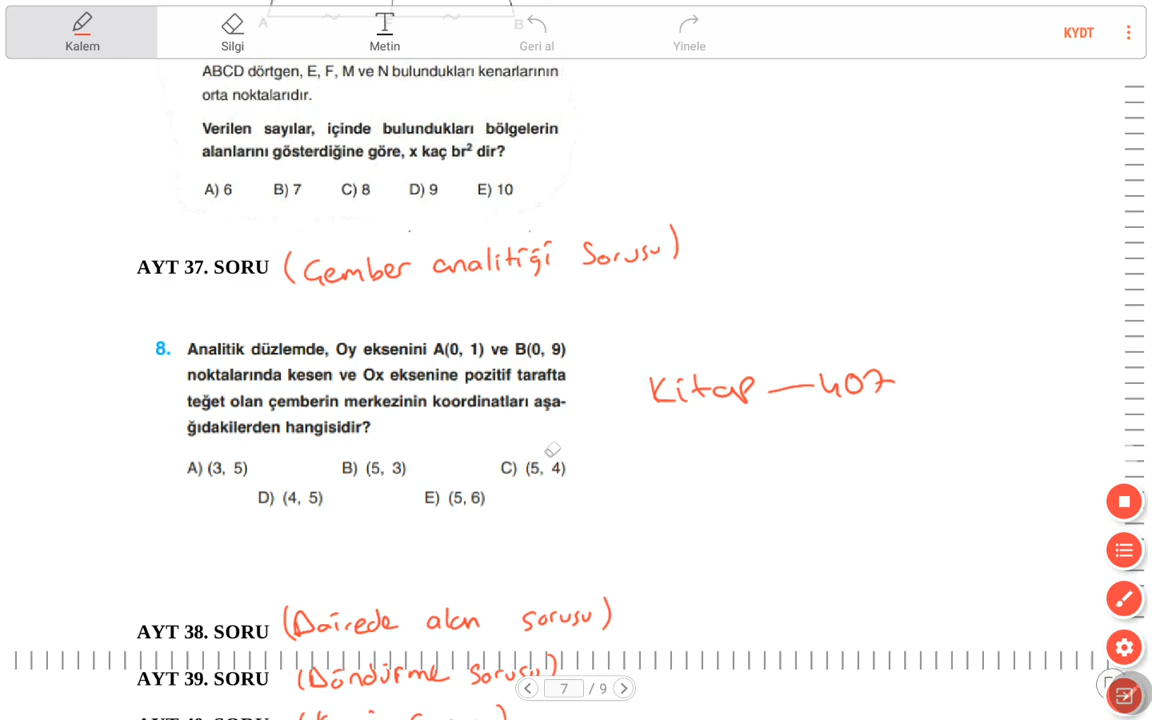 A
B
Kalem
Silgi
Metin
Geri al
Yinele
KYDT
ABCD dörtgen, E, F, M ve N bulundukları kenarlarının
orta noktalarıdır.
Verilen sayılar, içinde bulundukları bölgelerin
alanlarını gösterdiğine göre, x kaç br² dir?
A) 6 B) 7 C) 8 D) 9 E) 10
AYT 37. SORU (Çember analitiği Sorusu)
8. Analitik düzlemde, Oy eksenini A(0, 1) ve B(0, 9)
noktalarında kesen ve Ox eksenine pozitif tarafta
teğet olan çemberin merkezinin koordinatları aşa-
ğıdakilerden hangisidir?
Kitap — 407
A) (3, 5) B) (5, 3) C) (5, 4)
D) (4, 5) E) (5, 6)
AYT 38. SORU (Dairede alan sorusu)
AYT 39. SORU (Döndürme Sorusu)
7 / 9